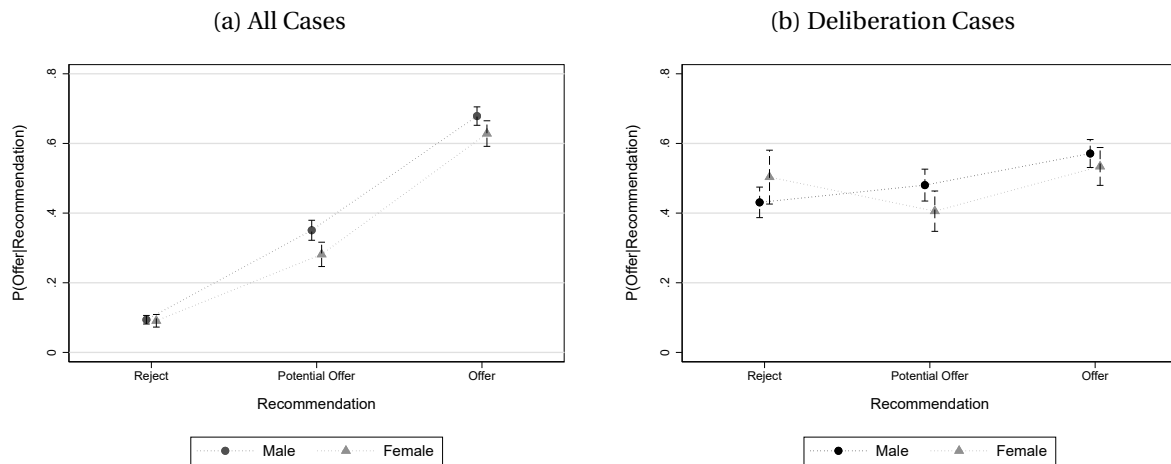 (a) All Cases
P(Offer|Recommendation)
.8
.6
.4
.2
0
Reject Potential Offer Offer
Recommendation
Male Female
(b) Deliberation Cases
P(Offer|Recommendation)
.8
.6
.4
.2
0
Reject Potential Offer Offer
Recommendation
Male Female